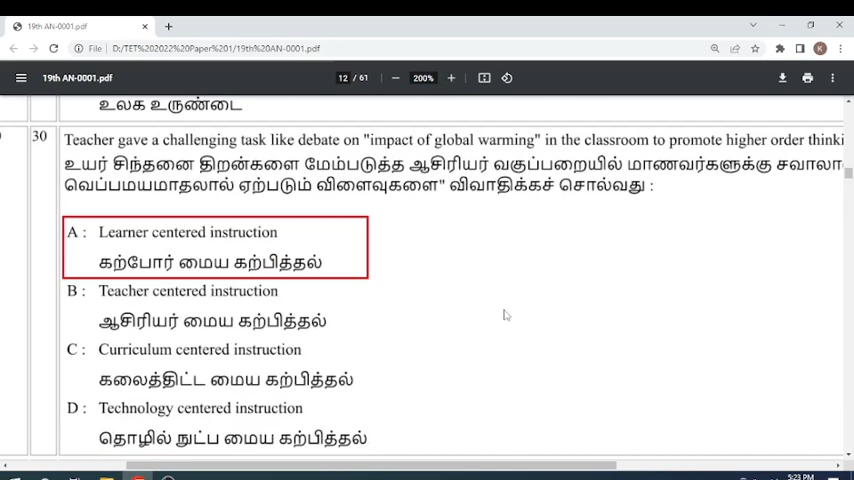 19th AN-0001.pdf
File D:/TET%202022%20Paper%201/19th%20AN-0001.pdf
K
19th AN-0001.pdf 12 / 61 200%
உலக உருண்டை
30 Teacher gave a challenging task like debate on "impact of global warming" in the classroom to promote higher order thinki
உயர் சிந்தனை திறன்களை மேம்படுத்த ஆசிரியர் வகுப்பறையில் மாணவர்களுக்கு சவாலா
வெப்பமயமாதலால் ஏற்படும் விளைவுகளை" விவாதிக்கச் சொல்வது :
A : Learner centered instruction
கற்போர் மைய கற்பித்தல்
B : Teacher centered instruction
ஆசிரியர் மைய கற்பித்தல்
C : Curriculum centered instruction
கலைத்திட்ட மைய கற்பித்தல்
D : Technology centered instruction
தொழில் நுட்ப மைய கற்பித்தல்
5:23 PM